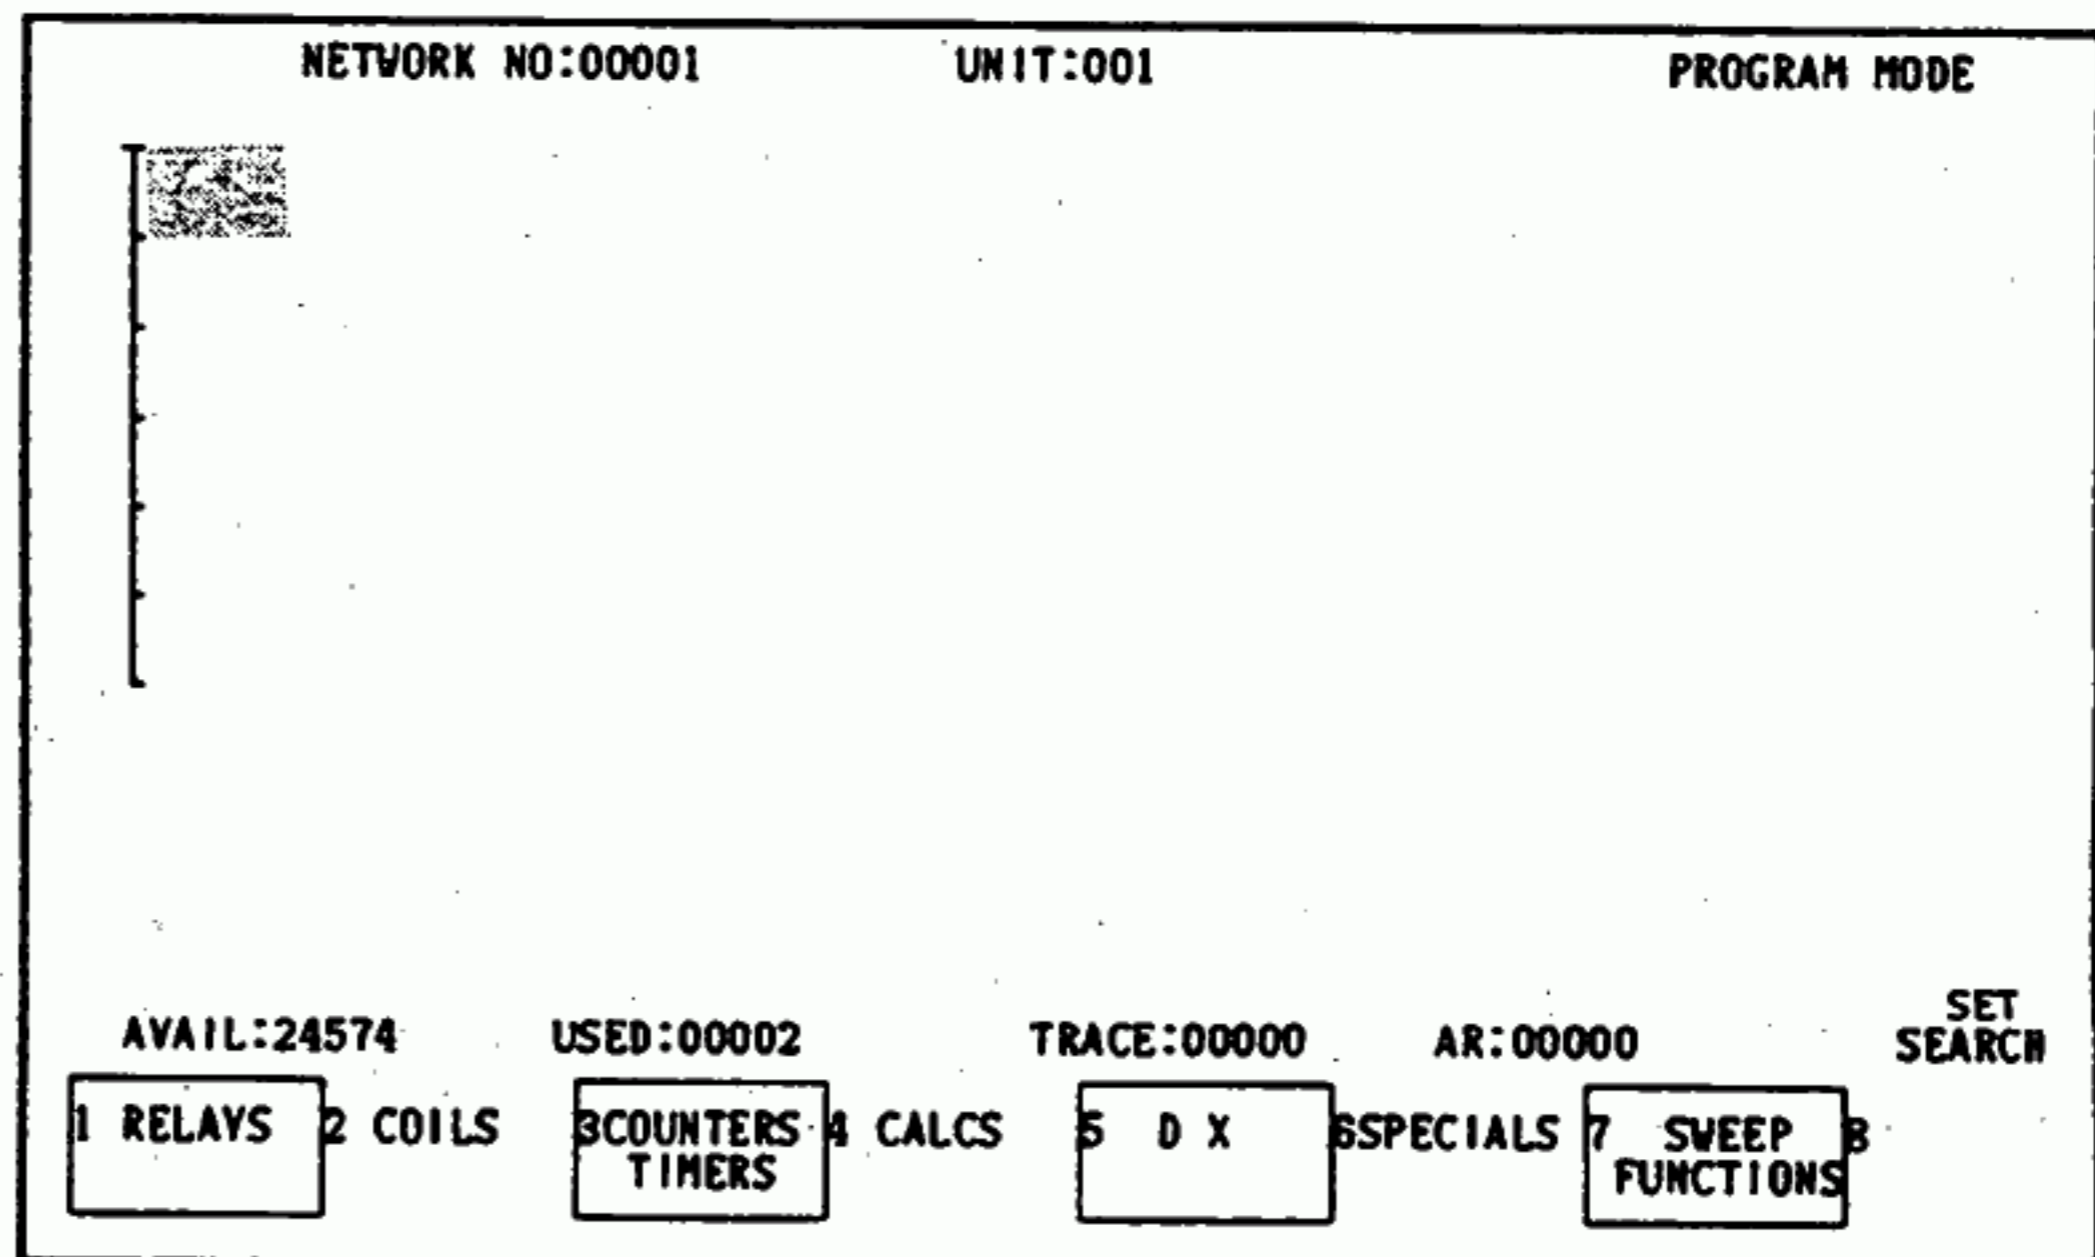 NETWORK NO:00001 UNIT:001 PROGRAM MODE
SET
AVAIL:24574 USED:00002 TRACE:00000 AR:00000 SEARCH
1 RELAYS 2 COILS 3COUNTERS 4 CALCS 5 D X 6SPECIALS 7 SWEEP 8
TIMERS FUNCTIONS